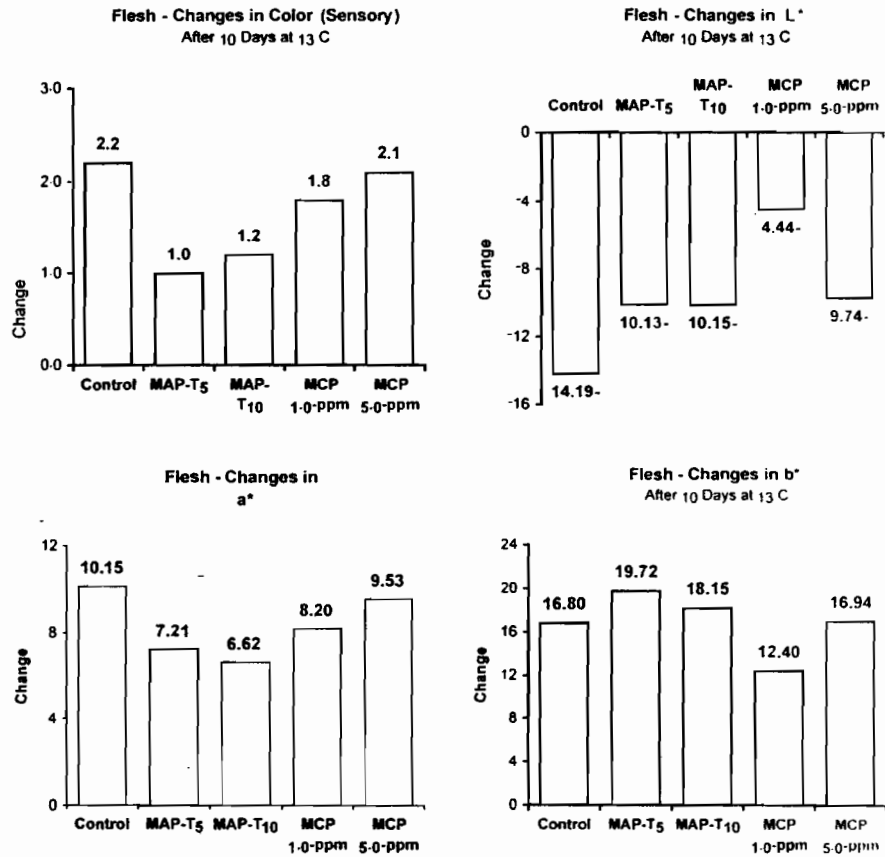 Flesh - Changes in Color (Sensory)
After 10 Days at 13 C
Change
3·0
2·0
1·0
0·0
2.2
1.0
1.2
1.8
2.1
Control MAP-T5 MAP- MCP MCP
T10 1·0-ppm 5·0-ppm
Flesh - Changes in L*
After 10 Days at 13 C
Control MAP-T5 MAP- MCP MCP
T10 1·0-ppm 5·0-ppm
Change
0
-4
-8
-12
-16
14.19-
10.13-
10.15-
4.44-
9.74-
Flesh - Changes in
a*
Change
12
8
4
0
10.15
7.21
6.62
8.20
9.53
Control MAP-T5 MAP-T10 MCP MCP
1·0-ppm 5·0-ppm
Flesh - Changes in b*
After 10 Days at 13 C
Change
24
20
16
12
8
4
0
16.80
19.72
18.15
12.40
16.94
Control MAP-T5 MAP-T10 MCP MCP
1·0-ppm 5·0-ppm